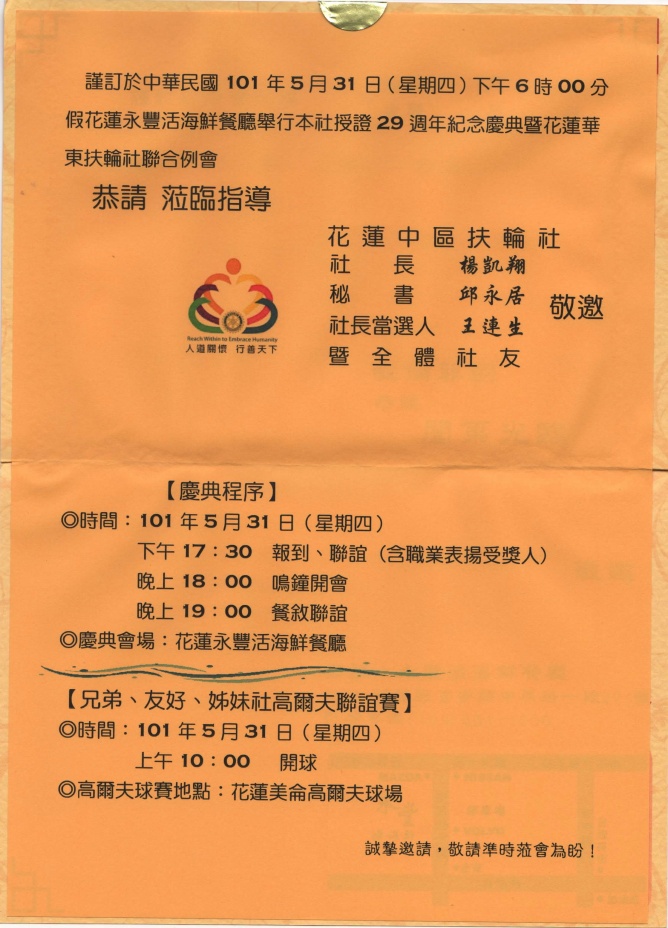 謹訂於中華民國 101 年 5 月 31 日（星期四）下午 6 時 00 分
假花蓮永豐活海鮮餐廳舉行本社授證 29 週年紀念慶典暨花蓮華
東扶輪社聯合例會
恭請 蒞臨指導
花蓮中區扶輪社
社長 楊凱翔
秘書 邱永居
社長當選人 王連生
暨全體社友
敬邀
Reach Within to Embrace Humanity
人道關懷 行善天下
【慶典程序】
◎時間：101 年 5 月 31 日（星期四）
下午 17：30 報到、聯誼（含職業表揚受獎人）
晚上 18：00 鳴鐘開會
晚上 19：00 餐敘聯誼
◎慶典會場：花蓮永豐活海鮮餐廳
【兄弟、友好、姊妹社高爾夫聯誼賽】
◎時間：101 年 5 月 31 日（星期四）
上午 10：00 開球
◎高爾夫球賽地點：花蓮美侖高爾夫球場
誠摯邀請，敬請準時蒞會為盼！